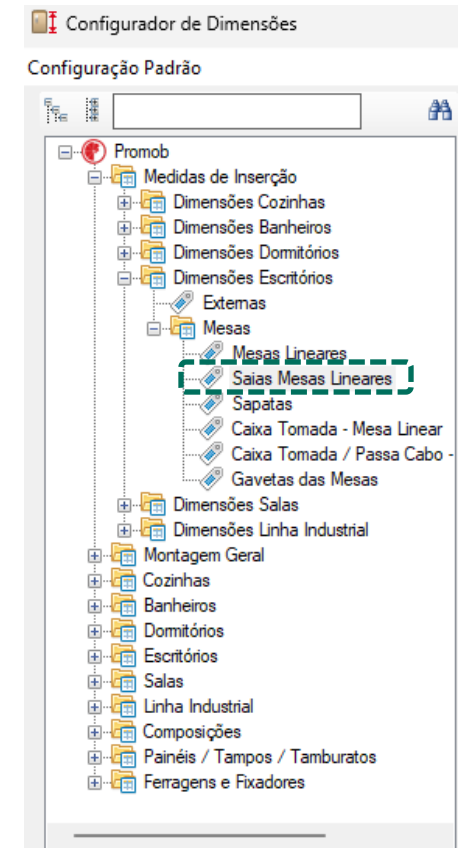 Configurador de Dimensões
Configuração Padrão
Promob
Medidas de Inserção
Dimensões Cozinhas
Dimensões Banheiros
Dimensões Dormitórios
Dimensões Escritórios
Externas
Mesas
Mesas Lineares
Saias Mesas Lineares
Sapatas
Caixa Tomada - Mesa Linear
Caixa Tomada / Passa Cabo -
Gavetas das Mesas
Dimensões Salas
Dimensões Linha Industrial
Montagem Geral
Cozinhas
Banheiros
Dormitórios
Escritórios
Salas
Linha Industrial
Composições
Painéis / Tampos / Tamburatos
Ferragens e Fixadores